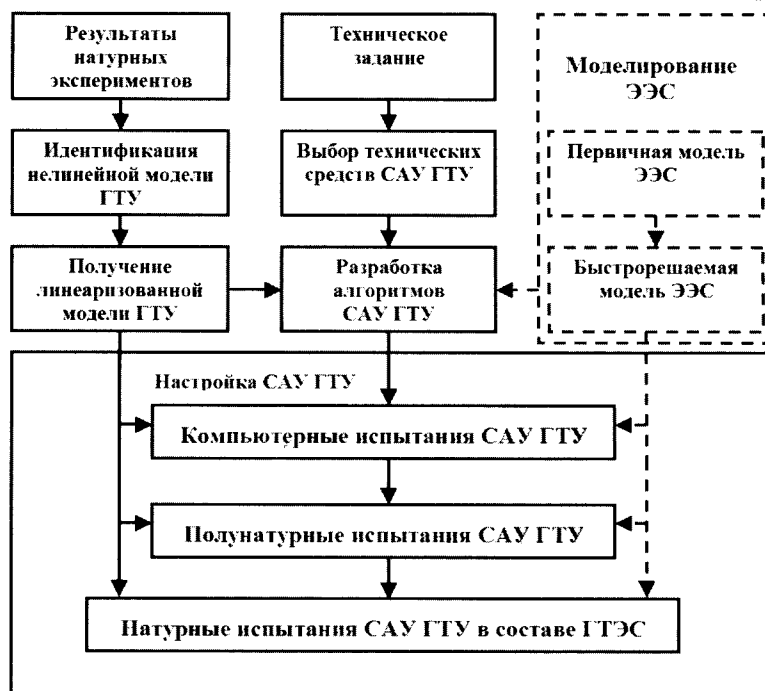 Результаты
натурных
экспериментов
Техническое
задание
Моделирование
ЭЭС
Идентификация
нелинейной модели
ГТУ
Выбор технических
средств САУ ГТУ
Первичная модель
ЭЭС
Получение
линеаризованной
модели ГТУ
Разработка
алгоритмов
САУ ГТУ
Быстрорешаемая
модель ЭЭС
Настройка САУ ГТУ
Компьютерные испытания САУ ГТУ
Полунатурные испытания САУ ГТУ
Натурные испытания САУ ГТУ в составе ГТЭС